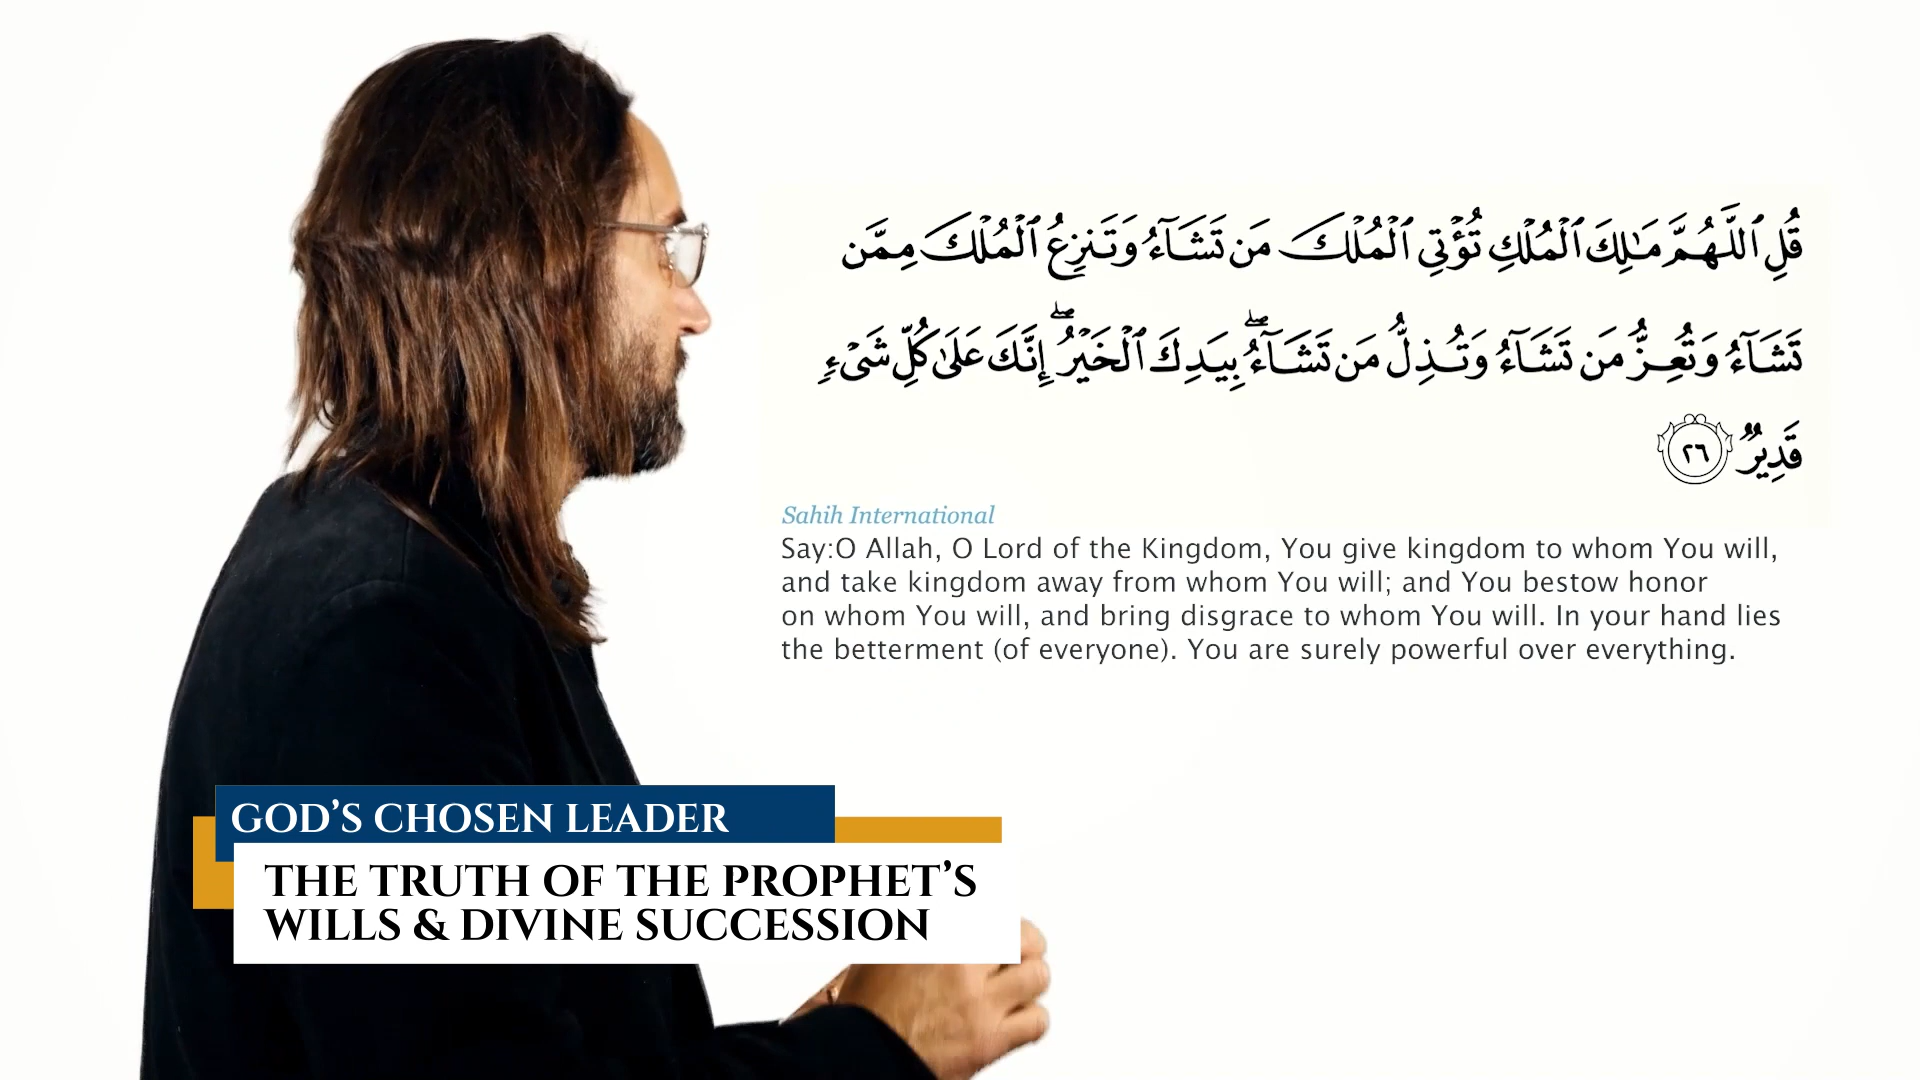 قُلِ ٱللَّهُمَّ مَـٰلِكَ ٱلْمُلْكِ تُؤْتِى ٱلْمُلْكَ مَن تَشَآءُ وَتَنزِعُ ٱلْمُلْكَ مِمَّن
تَشَآءُ وَتُعِزُّ مَن تَشَآءُ وَتُذِلُّ مَن تَشَآءُ ۖ بِيَدِكَ ٱلْخَيْرُ ۖ إِنَّكَ عَلَىٰ كُلِّ شَىْءٍ
قَدِيرٌ ٢٦
Sahih International
Say:O Allah, O Lord of the Kingdom, You give kingdom to whom You will,
and take kingdom away from whom You will; and You bestow honor
on whom You will, and bring disgrace to whom You will. In your hand lies
the betterment (of everyone). You are surely powerful over everything.
GOD'S CHOSEN LEADER
THE TRUTH OF THE PROPHET'S
WILLS & DIVINE SUCCESSION